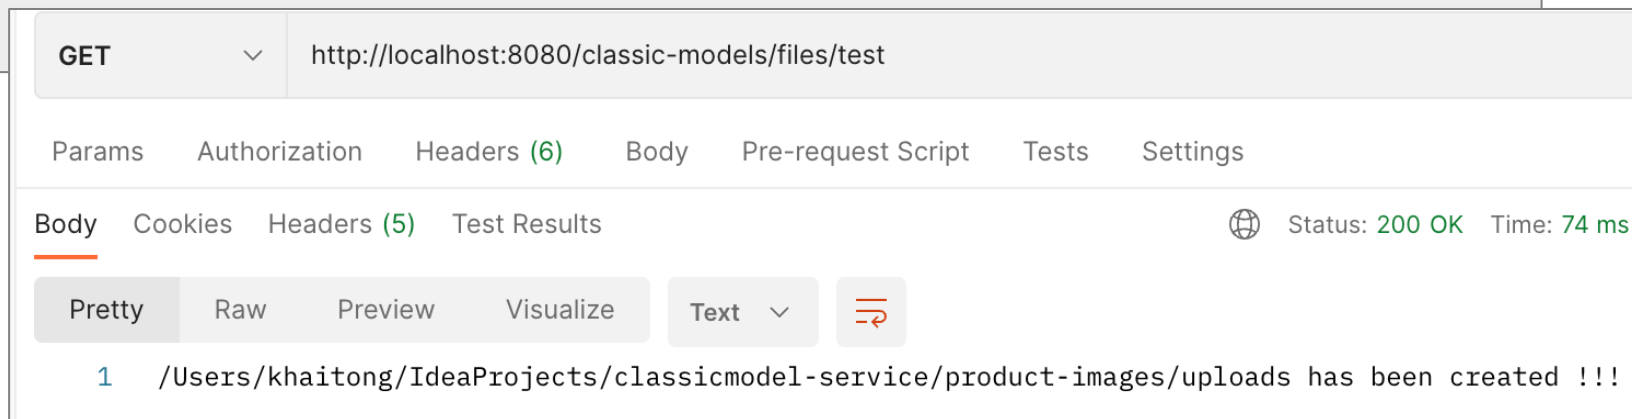 GET http://localhost:8080/classic-models/files/test
Params Authorization Headers (6) Body Pre-request Script Tests Settings
Body Cookies Headers (5) Test Results Status: 200 OK Time: 74 ms
Pretty Raw Preview Visualize Text
1 /Users/khaitong/IdeaProjects/classicmodel-service/product-images/uploads has been created !!!